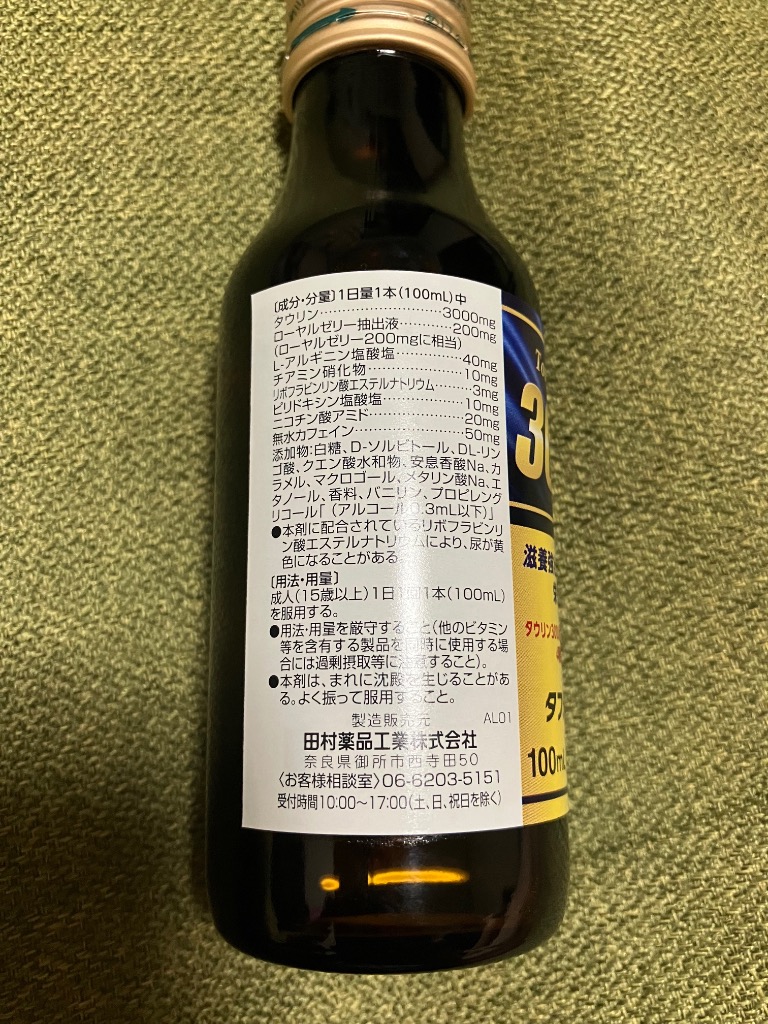 〔成分・分量〕1日量1本(100mL)中
タウリン……………………3000mg
ローヤルゼリー抽出液…………200mg
(ローヤルゼリー200mgに相当)
L-アルギニン塩酸塩……………40mg
チアミン硝化物…………………10mg
リボフラビンリン酸エステルナトリウム………3mg
ピリドキシン塩酸塩……………10mg
ニコチン酸アミド………………20mg
無水カフェイン…………………50mg
添加物:白糖、D-ソルビトール、DL-リン
ゴ酸、クエン酸水和物、安息香酸Na、カ
ラメル、マクロゴール、メタリン酸Na、エ
タノール、香料、バニリン、プロピレング
リコール「(アルコール0.3mL以下)」
●本剤に配合されているリボフラビンリ
ン酸エステルナトリウムにより、尿が黄
色になることがある。
〔用法・用量〕
成人(15歳以上)1日1回1本(100mL)
を服用する。
●用法・用量を厳守すること(他のビタミン
等を含有する製品を同時に使用する場
合には過剰摂取等に注意すること)。
●本剤は、まれに沈殿を生じることがあ
る。よく振って服用すること。
製造販売元 AL01
田村薬品工業株式会社
奈良県御所市西寺田50
〈お客様相談室〉06-6203-5151
受付時間10:00〜17:00(土、日、祝日を除く)
30
滋養強
タウリン300
タフ
100m